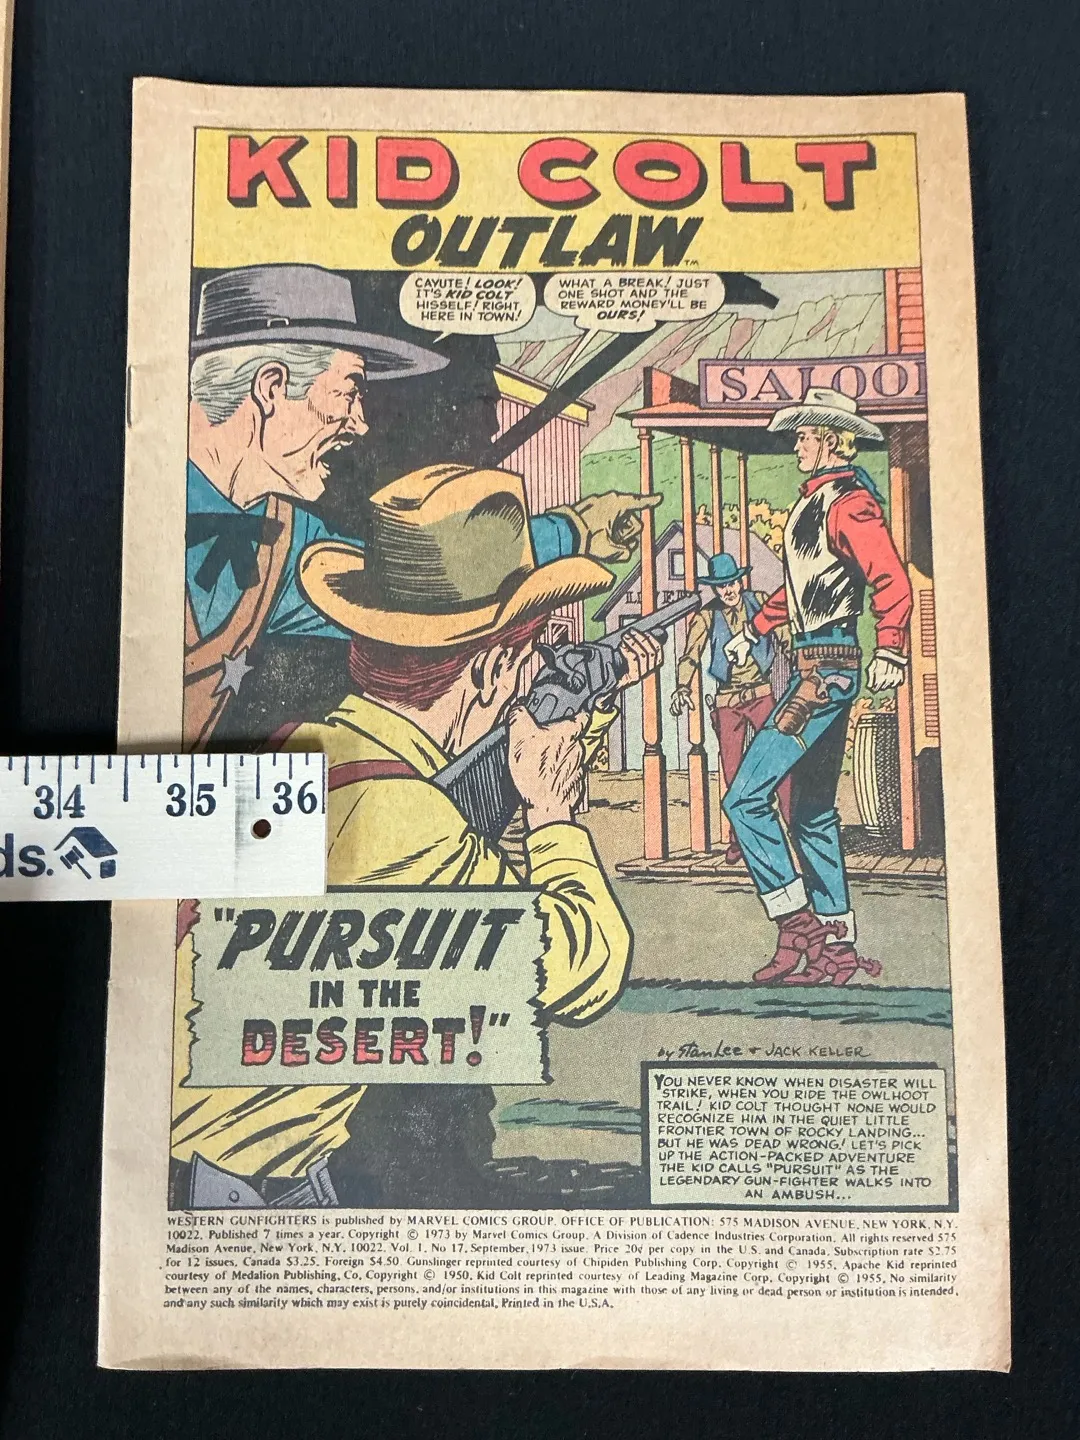 KID COLT
OUTLAW™
CAYUTE! LOOK!
IT'S KID COLT
HISSELF! RIGHT
HERE IN TOWN!
WHAT A BREAK! JUST
ONE SHOT AND THE
REWARD MONEY'LL BE
OURS!
SALOO
34 35 36
ds.
"PURSUIT
IN THE
DESERT!"
by Stan Lee + JACK KELLER
YOU NEVER KNOW WHEN DISASTER WILL
STRIKE, WHEN YOU RIDE THE OWLHOOT
TRAIL! KID COLT THOUGHT NONE WOULD
RECOGNIZE HIM IN THE QUIET LITTLE
FRONTIER TOWN OF ROCKY LANDING...
BUT HE WAS DEAD WRONG! LET'S PICK
UP THE ACTION-PACKED ADVENTURE
THE KID CALLS "PURSUIT" AS THE
LEGENDARY GUN-FIGHTER WALKS INTO
AN AMBUSH...
WESTERN GUNFIGHTERS is published by MARVEL COMICS GROUP. OFFICE OF PUBLICATION: 575 MADISON AVENUE, NEW YORK, N.Y.
10022. Published 7 times a year. Copyright © 1973 by Marvel Comics Group, A Division of Cadence Industries Corporation. All rights reserved 575
Madison Avenue, New York, N.Y. 10022. Vol. 1, No 17, September, 1973 issue. Price 20¢ per copy in the U.S. and Canada. Subscription rate $2.75
for 12 issues. Canada $3.25. Foreign $4.50. Gunslinger reprinted courtesy of Chipiden Publishing Corp. Copyright © 1955. Apache Kid reprinted
courtesy of Medalion Publishing, Co. Copyright © 1950. Kid Colt reprinted courtesy of Leading Magazine Corp. Copyright © 1955. No similarity
between any of the names, characters, persons, and/or institutions in this magazine with those of any living or dead person or institution is intended,
and any such similarity which may exist is purely coincidental. Printed in the U.S.A.